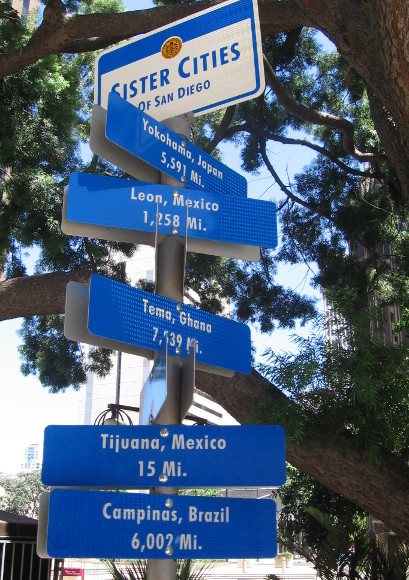 SISTER CITIES
OF SAN DIEGO
Yokohama, Japan
5,591 Mi.
Leon, Mexico
1,258 Mi.
Tema, Ghana
7,539 Mi.
Tijuana, Mexico
15 Mi.
Campinas, Brazil
6,002 Mi.